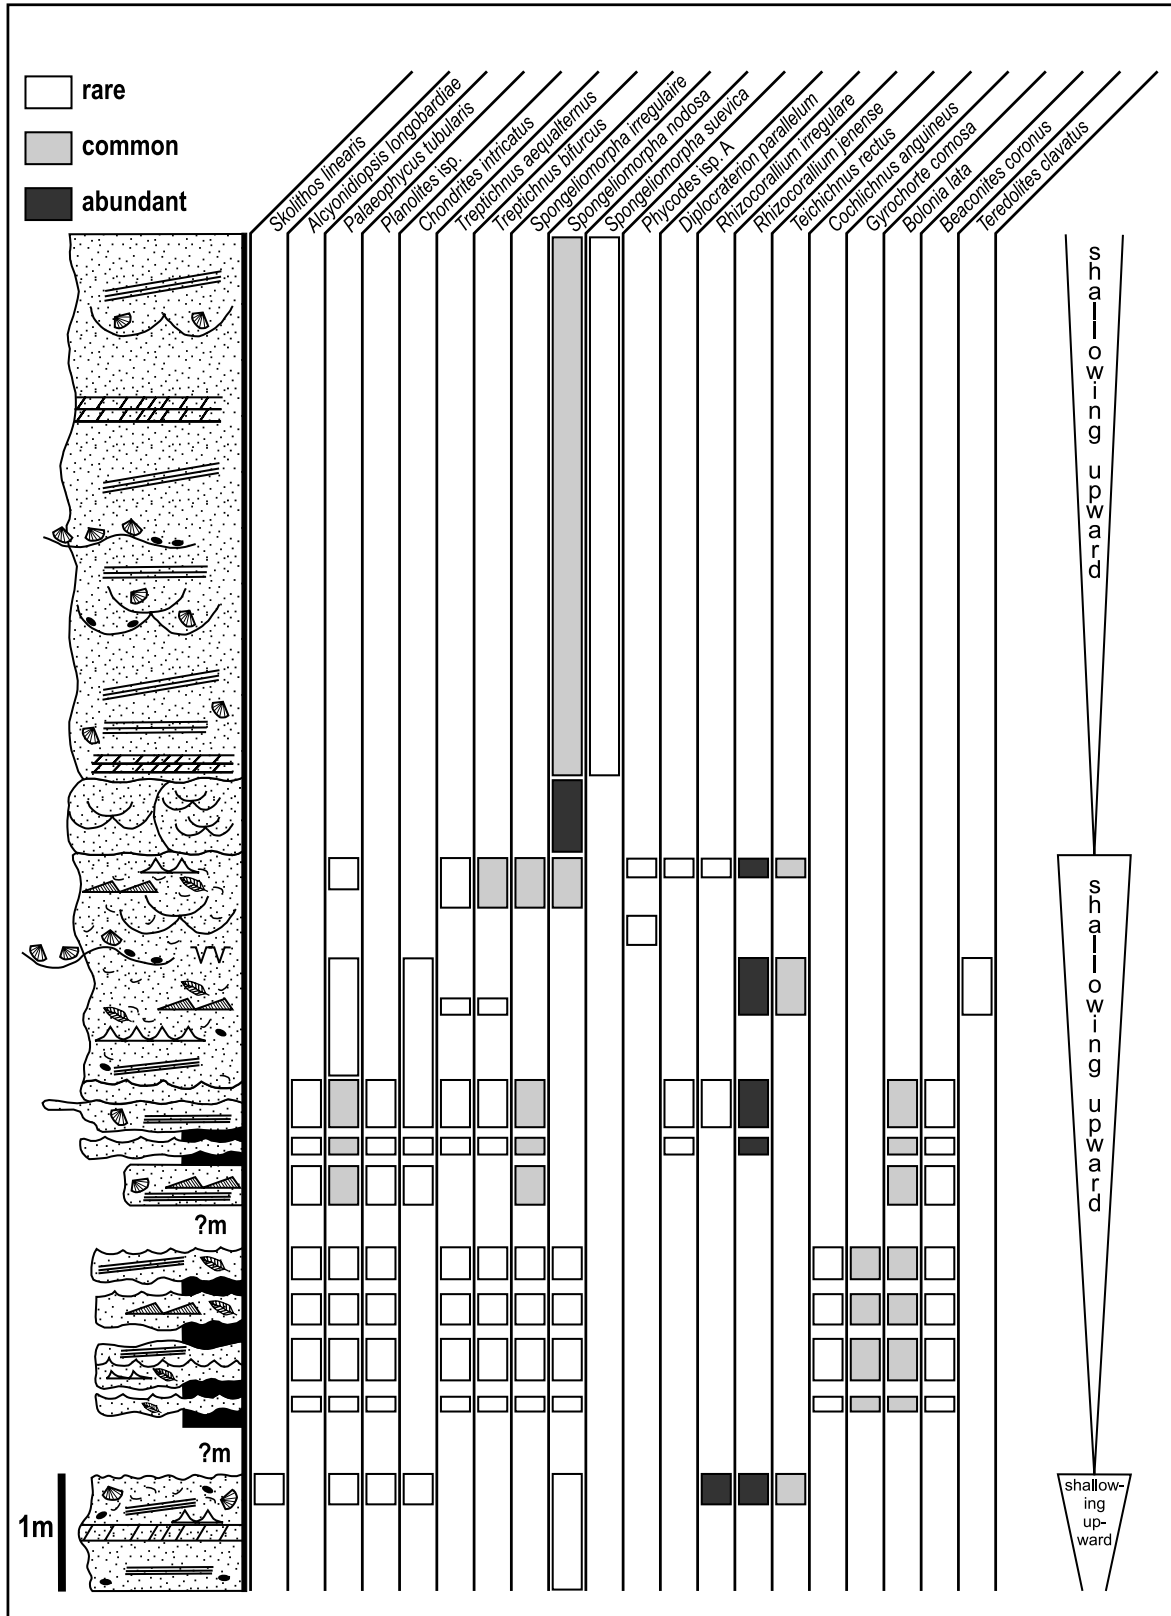 rare
common
abundant
Skolithos linearis
Alcyonidiopsis longobardiae
Palaeophycus tubularis
Planolites isp.
Chondrites intricatus
Treptichnus aequalternus
Treptichnus bifurcus
Spongeliomorpha irregulaire
Spongeliomorpha nodosa
Spongeliomorpha suevica
Phycodes isp. A
Diplocraterion parallelum
Rhizocorallium irregulare
Rhizocorallium jenense
Teichichnus rectus
Cochlichnus anguineus
Gyrochorte comosa
Bolonia lata
Beaconites coronus
Teredolites clavatus
shallowing upward
shallowing upward
?m
?m
1m
shallow-
ing
up-
ward